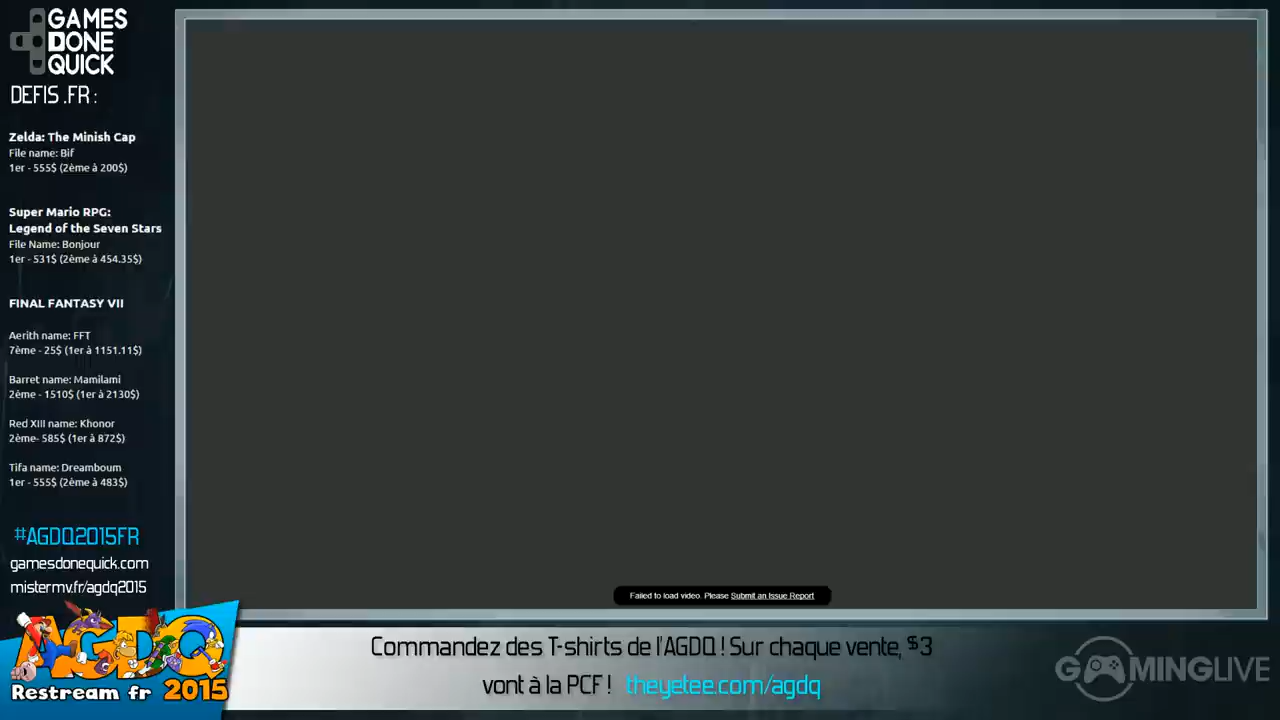 GAMES
DONE
QUICK
DEFIS .FR :
Zelda: The Minish Cap
File name: Bif
1er - 555$ (2ème à 200$)
Super Mario RPG:
Legend of the Seven Stars
File Name: Bonjour
1er - 531$ (2ème à 454.35$)
FINAL FANTASY VII
Aerith name: FFT
7ème - 25$ (1er à 1151.11$)
Barret name: Mamilami
2ème - 1510$ (1er à 2130$)
Red XIII name: Khonor
2ème- 585$ (1er à 872$)
Tifa name: Dreamboum
1er - 555$ (2ème à 483$)
#AGDQ2015FR
gamesdonequick.com
mistermv.fr/agdq2015
AGDQ
Restream fr 2015
Failed to load video. Please Submit an Issue Report
Commandez des T-shirts de l'AGDQ ! Sur chaque vente, $3
vont à la PCF ! theyetee.com/agdq
GAMINGLIVE